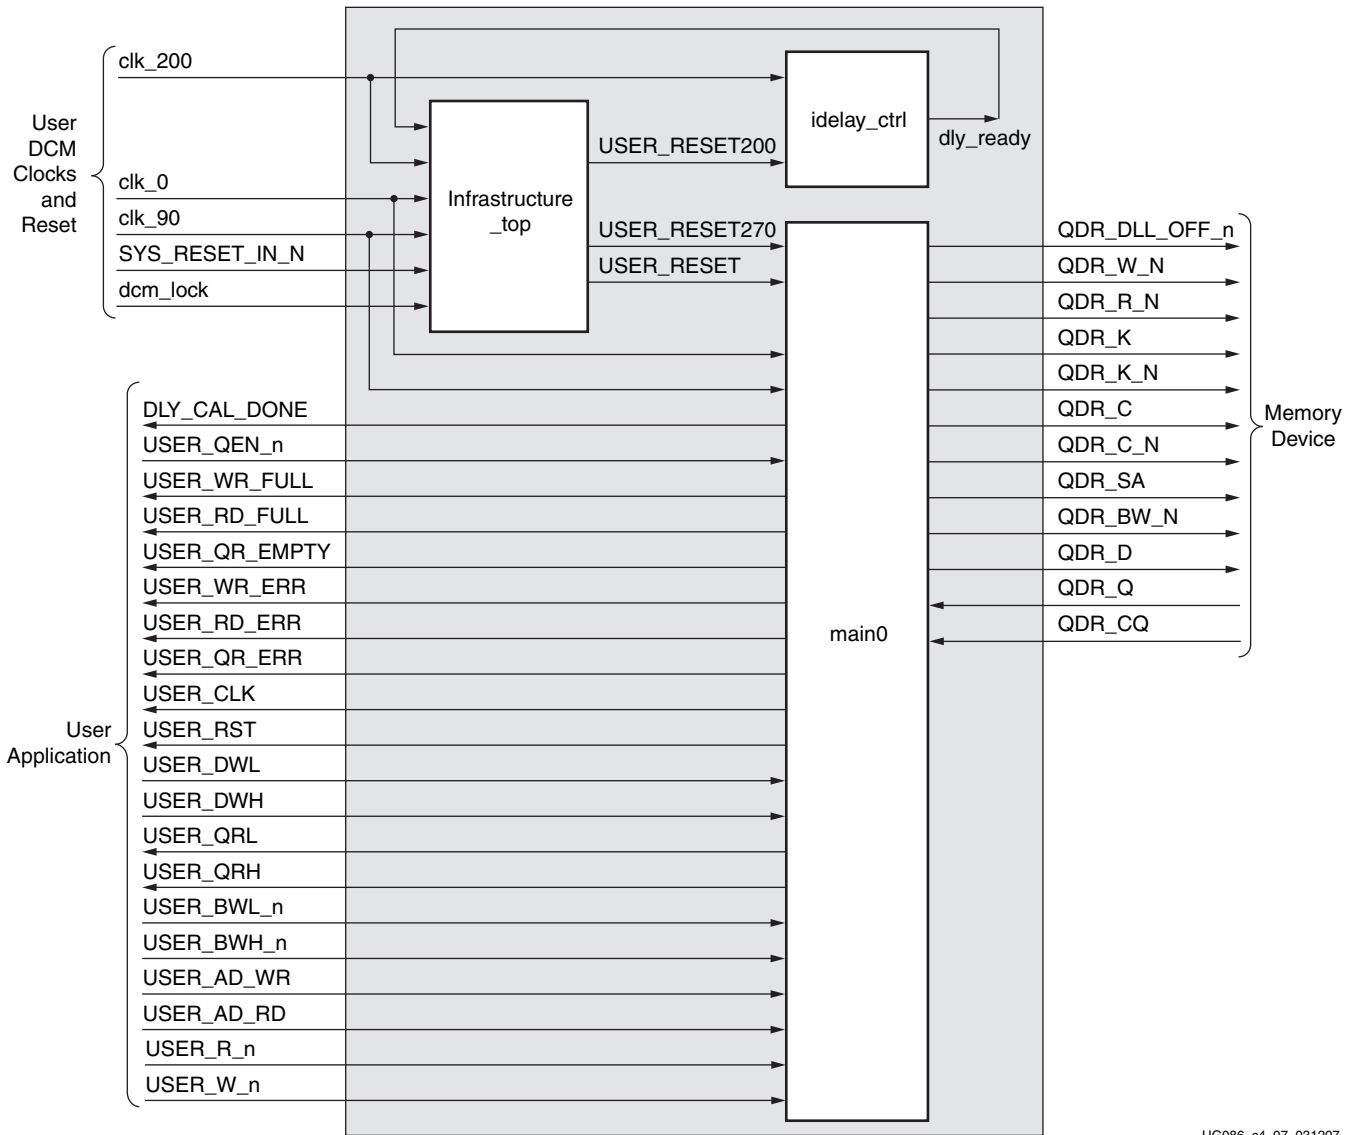 clk_200
User
DCM
Clocks
and
Reset
clk_0
clk_90
SYS_RESET_IN_N
dcm_lock
Infrastructure
_top
USER_RESET200
USER_RESET270
USER_RESET
idelay_ctrl
dly_ready
main0
QDR_DLL_OFF_n
QDR_W_N
QDR_R_N
QDR_K
QDR_K_N
QDR_C
QDR_C_N
QDR_SA
QDR_BW_N
QDR_D
QDR_Q
QDR_CQ
Memory
Device
User
Application
DLY_CAL_DONE
USER_QEN_n
USER_WR_FULL
USER_RD_FULL
USER_QR_EMPTY
USER_WR_ERR
USER_RD_ERR
USER_QR_ERR
USER_CLK
USER_RST
USER_DWL
USER_DWH
USER_QRL
USER_QRH
USER_BWL_n
USER_BWH_n
USER_AD_WR
USER_AD_RD
USER_R_n
USER_W_n